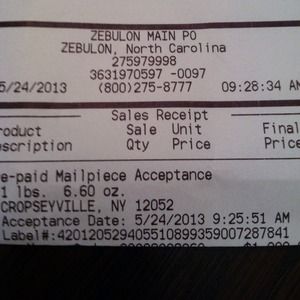 ZEBULON MAIN PO
ZEBULON, North Carolina
275979998
3631970597 -0097
5/24/2013 (800)275-8777 09:28:34 AM
Sales Receipt
roduct Sale Unit Final
scription Qty Price Price
e-paid Mailpiece Acceptance
1 lbs. 6.60 oz.
CROPSEYVILLE, NY 12052
Acceptance Date: 5/24/2013 9:25:51 AM
Label#:420120529405510899359007287841